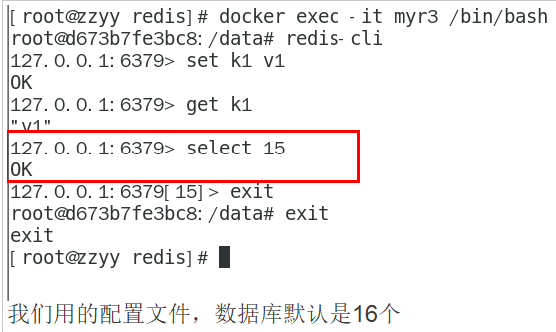 [root@zzyy redis]# docker exec -it myr3 /bin/bash
root@d673b7fe3bc8:/data# redis-cli
127.0.0.1:6379> set k1 v1
OK
127.0.0.1:6379> get k1
"v1"
127.0.0.1:6379> select 15
OK
127.0.0.1:6379[15]> exit
root@d673b7fe3bc8:/data# exit
exit
[root@zzyy redis]#
我们用的配置文件，数据库默认是16个